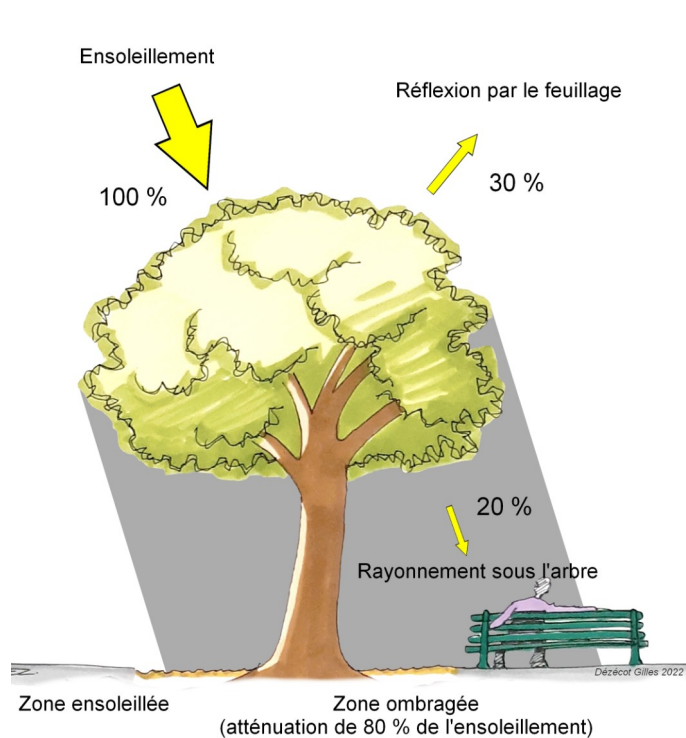 Ensoleillement
Réflexion par le feuillage
100 %
30 %
20 %
Rayonnement sous l'arbre
Dézécot Gilles 2022
Zone ensoleillée
Zone ombragée
(atténuation de 80 % de l'ensoleillement)